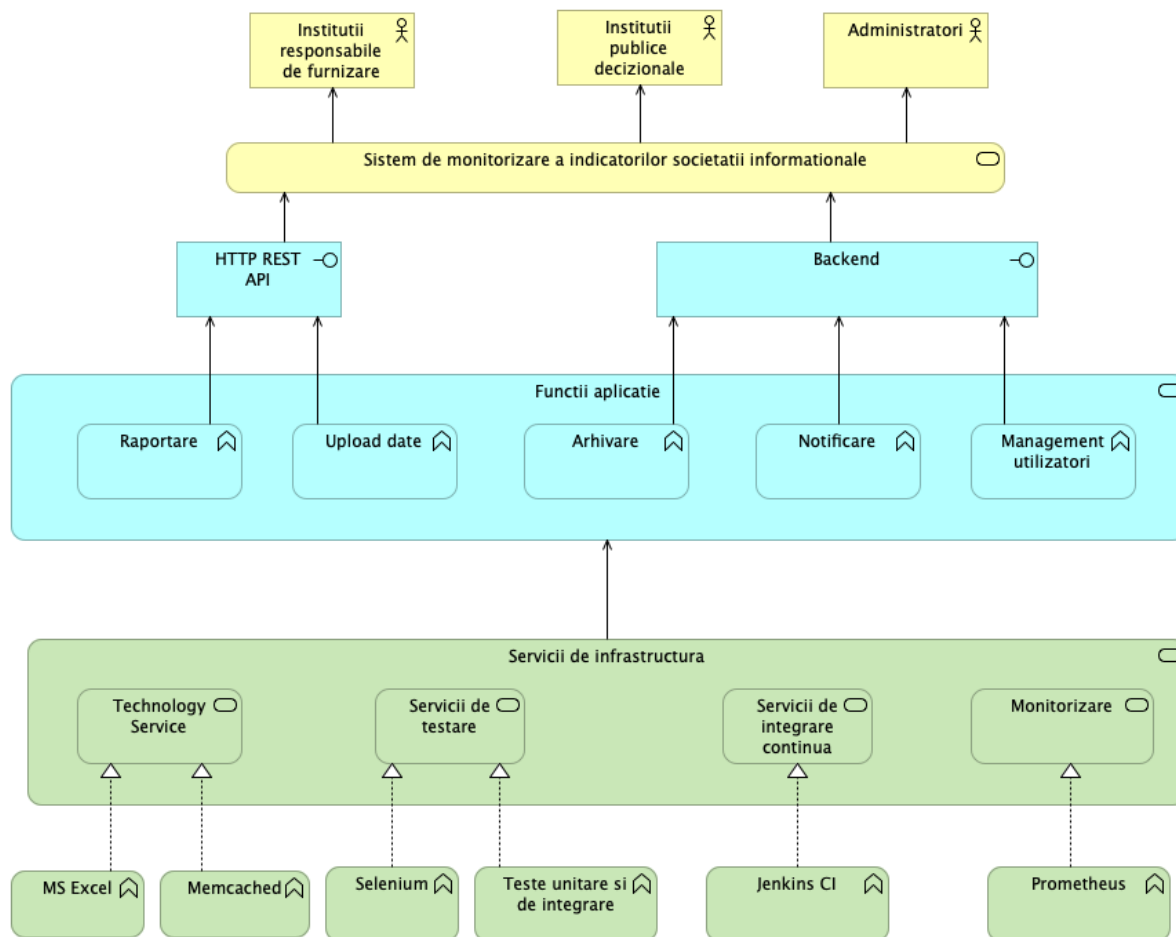 Institutii
responsabile
de furnizare
Institutii
publice
decizionale
Administratori
Sistem de monitorizare a indicatorilor societatii informationale
HTTP REST
API
Backend
Functii aplicatie
Raportare
Upload date
Arhivare
Notificare
Management
utilizatori
Servicii de infrastructura
Technology
Service
Servicii de
testare
Servicii de
integrare
continua
Monitorizare
MS Excel
Memcached
Selenium
Teste unitare si
de integrare
Jenkins CI
Prometheus